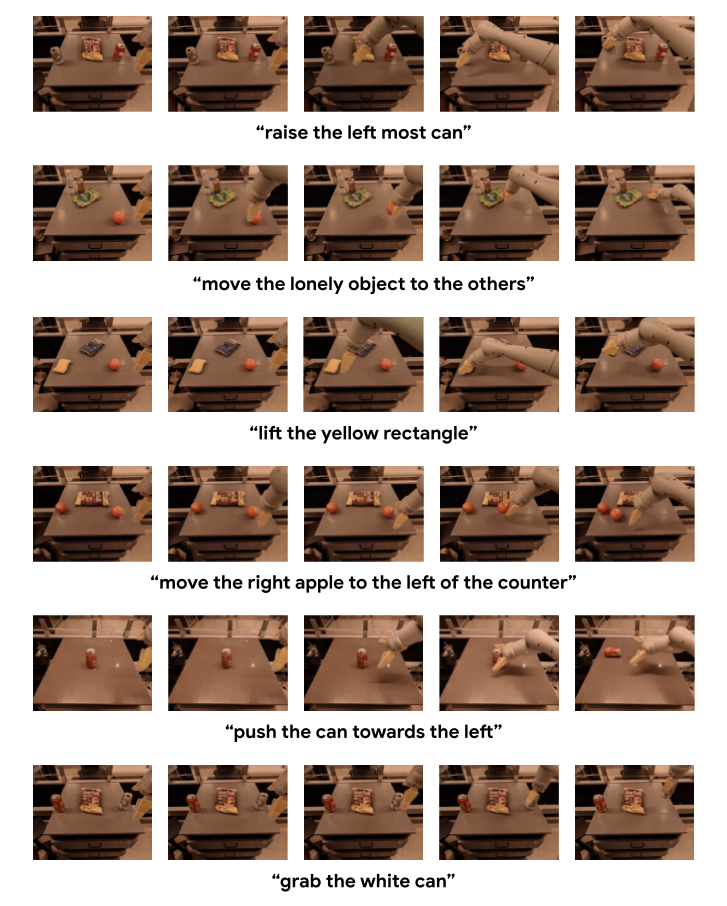 “raise the left most can”
“move the lonely object to the others”
“lift the yellow rectangle”
“move the right apple to the left of the counter”
“push the can towards the left”
“grab the white can”